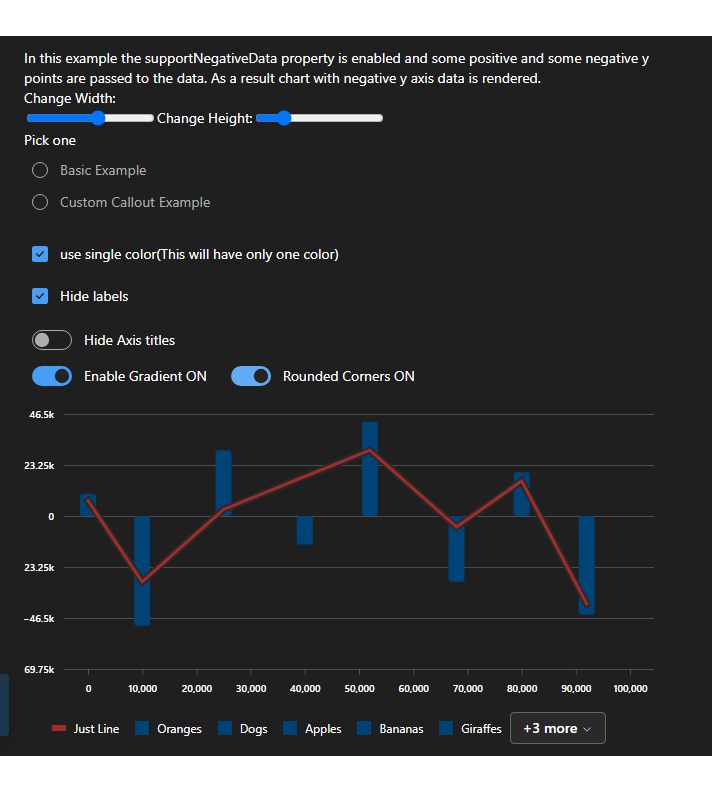 In this example the supportNegativeData property is enabled and some positive and some negative y
points are passed to the data. As a result chart with negative y axis data is rendered.
Change Width:
Change Height:
Pick one
Basic Example
Custom Callout Example
use single color(This will have only one color)
Hide labels
Hide Axis titles
Enable Gradient ON Rounded Corners ON
46.5k
23.25k
0
23.25k
-46.5k
69.75k
0 10,000 20,000 30,000 40,000 50,000 60,000 70,000 80,000 90,000 100,000
Just Line Oranges Dogs Apples Bananas Giraffes +3 more